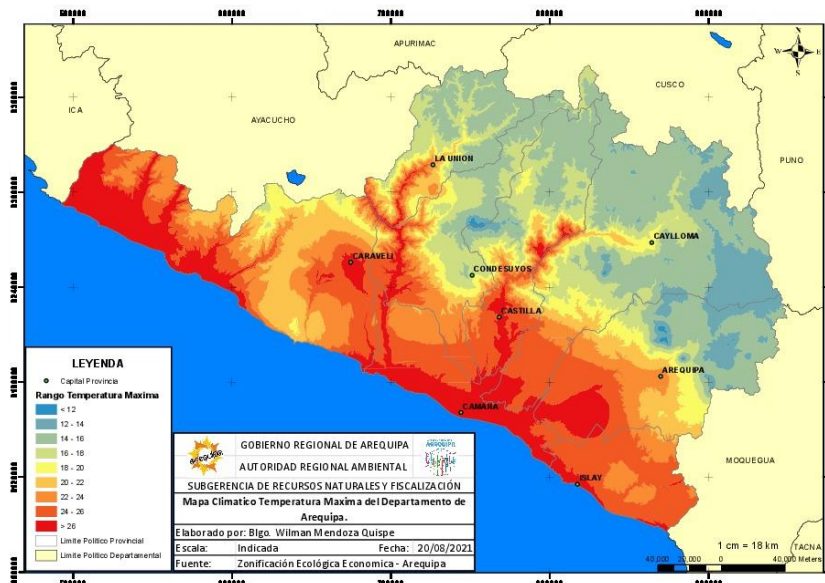 APURIMAC
CUSCO
ICA
AYACUCHO
PUNO
LA UNION
CAYLLOMA
CARAVELI
CONDESUYOS
CASTILLA
AREQUIPA
CAMARA
ISLAY
MOQUEGUA
TACNA
W E
S
LEYENDA
Capital Provincia
Rango Temperatura Maxima
< 12
12 - 14
14 - 16
16 - 18
18 - 20
20 - 22
22 - 24
24 - 26
> 26
Limite Politico Provincial
Limite Politico Departamental
GOBIERNO REGIONAL DE AREQUIPA
AUTORIDAD REGIONAL AMBIENTAL
SUBGERENCIA DE RECURSOS NATURALES Y FISCALIZACIÓN
Mapa Climatico Temperatura Maxima del Departamento de
Arequipa.
Elaborado por: Blgo. Wilman Mendoza Quispe
Escala: Indicada Fecha: 20/08/2021
Fuente: Zonificación Ecológica Economica - Arequipa
1 cm = 18 km
40,000 20,000 0 40,000 Meters